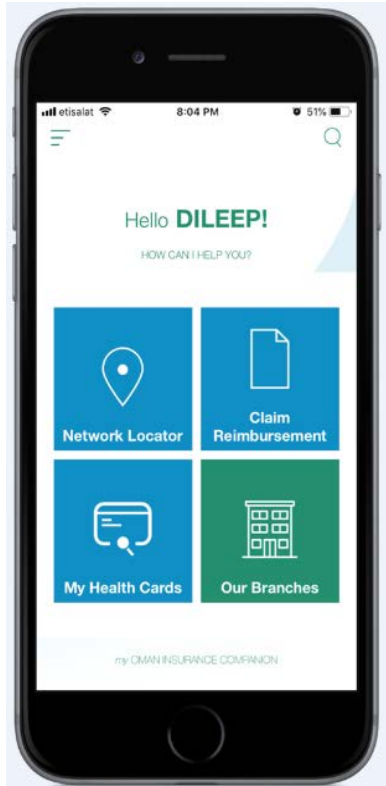 etisalat 8:04 PM 51%
Hello DILEEP!
HOW CAN I HELP YOU?
Network Locator
Claim
Reimbursement
My Health Cards
Our Branches
my OMAN INSURANCE COMPANION